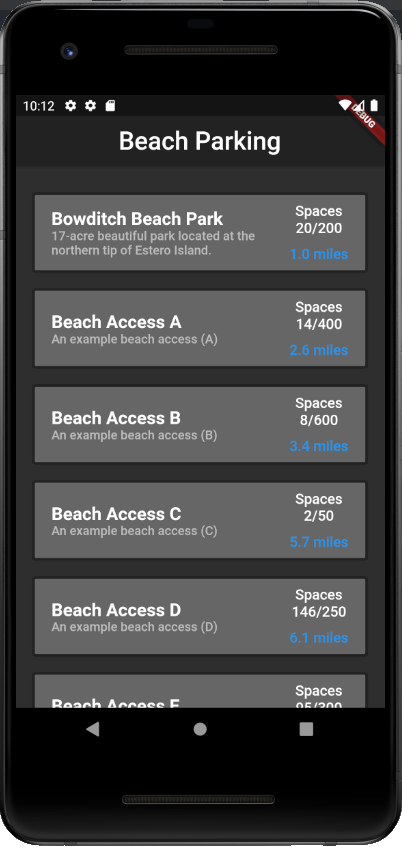 10:12
DEBUG
Beach Parking
Bowditch Beach Park
17-acre beautiful park located at the
northern tip of Estero Island.
Spaces
20/200
1.0 miles
Beach Access A
An example beach access (A)
Spaces
14/400
2.6 miles
Beach Access B
An example beach access (B)
Spaces
8/600
3.4 miles
Beach Access C
An example beach access (C)
Spaces
2/50
5.7 miles
Beach Access D
An example beach access (D)
Spaces
146/250
6.1 miles
Beach Access E
Spaces
95/300